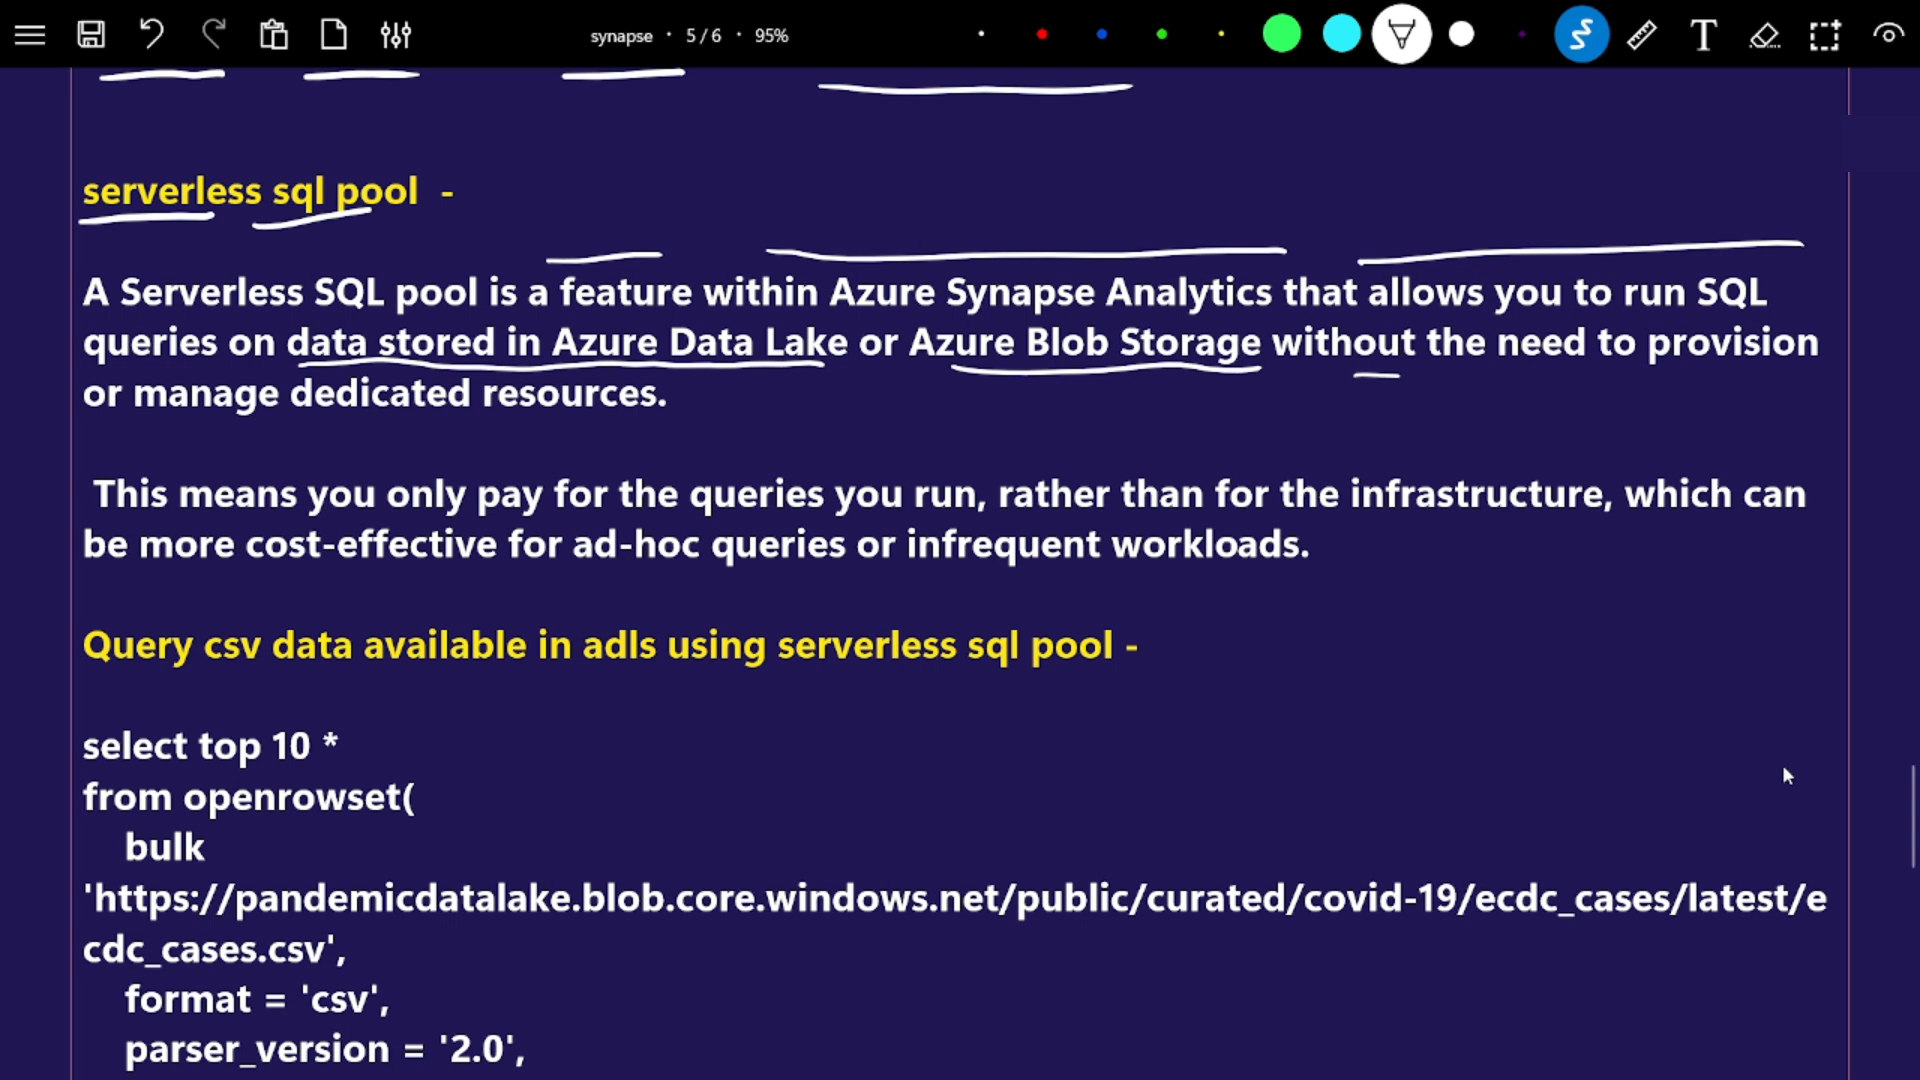 synapse • 5 / 6 • 95%
serverless sql pool -
A Serverless SQL pool is a feature within Azure Synapse Analytics that allows you to run SQL
queries on data stored in Azure Data Lake or Azure Blob Storage without the need to provision
or manage dedicated resources.
This means you only pay for the queries you run, rather than for the infrastructure, which can
be more cost-effective for ad-hoc queries or infrequent workloads.
Query csv data available in adls using serverless sql pool -
select top 10 *
from openrowset(
bulk
'https://pandemicdatalake.blob.core.windows.net/public/curated/covid-19/ecdc_cases/latest/e
cdc_cases.csv',
format = 'csv',
parser_version = '2.0',